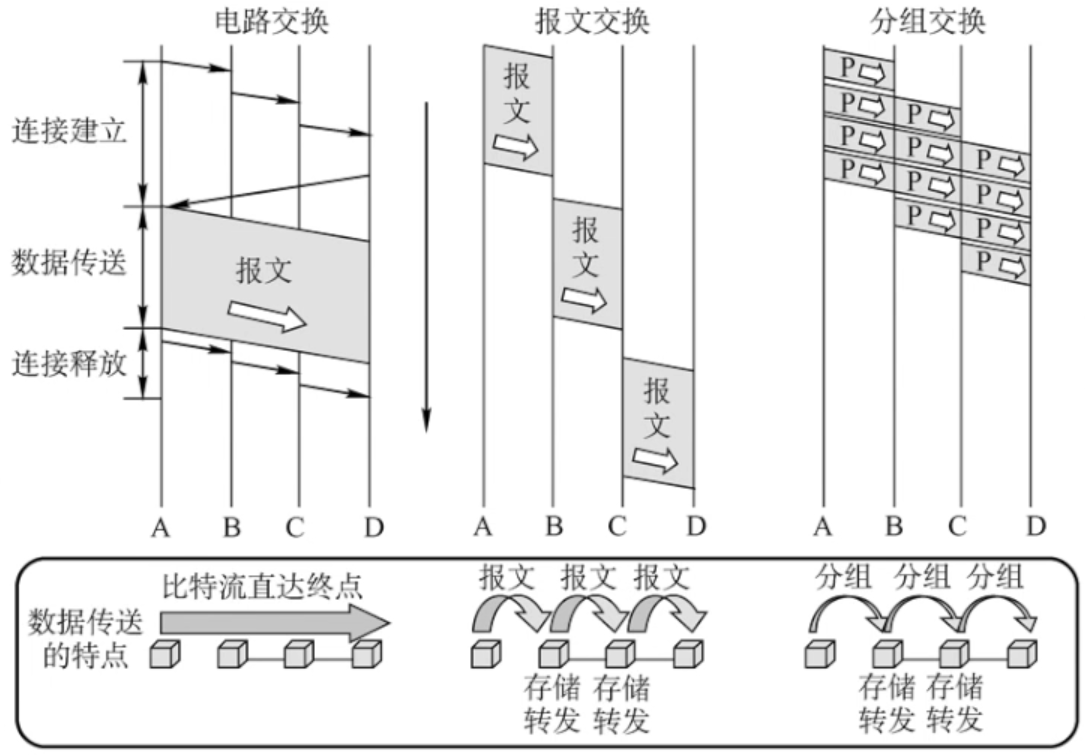 电路交换
报文交换
分组交换
连接建立
数据传送
连接释放
报文
报
文
报
文
报
文
P
P P
P P P
P P P
P P
P
A B C D
A B C D
A B C D
数据传送
的特点
比特流直达终点
报文 报文 报文
存储 存储
转发 转发
分组 分组 分组
存储 存储
转发 转发